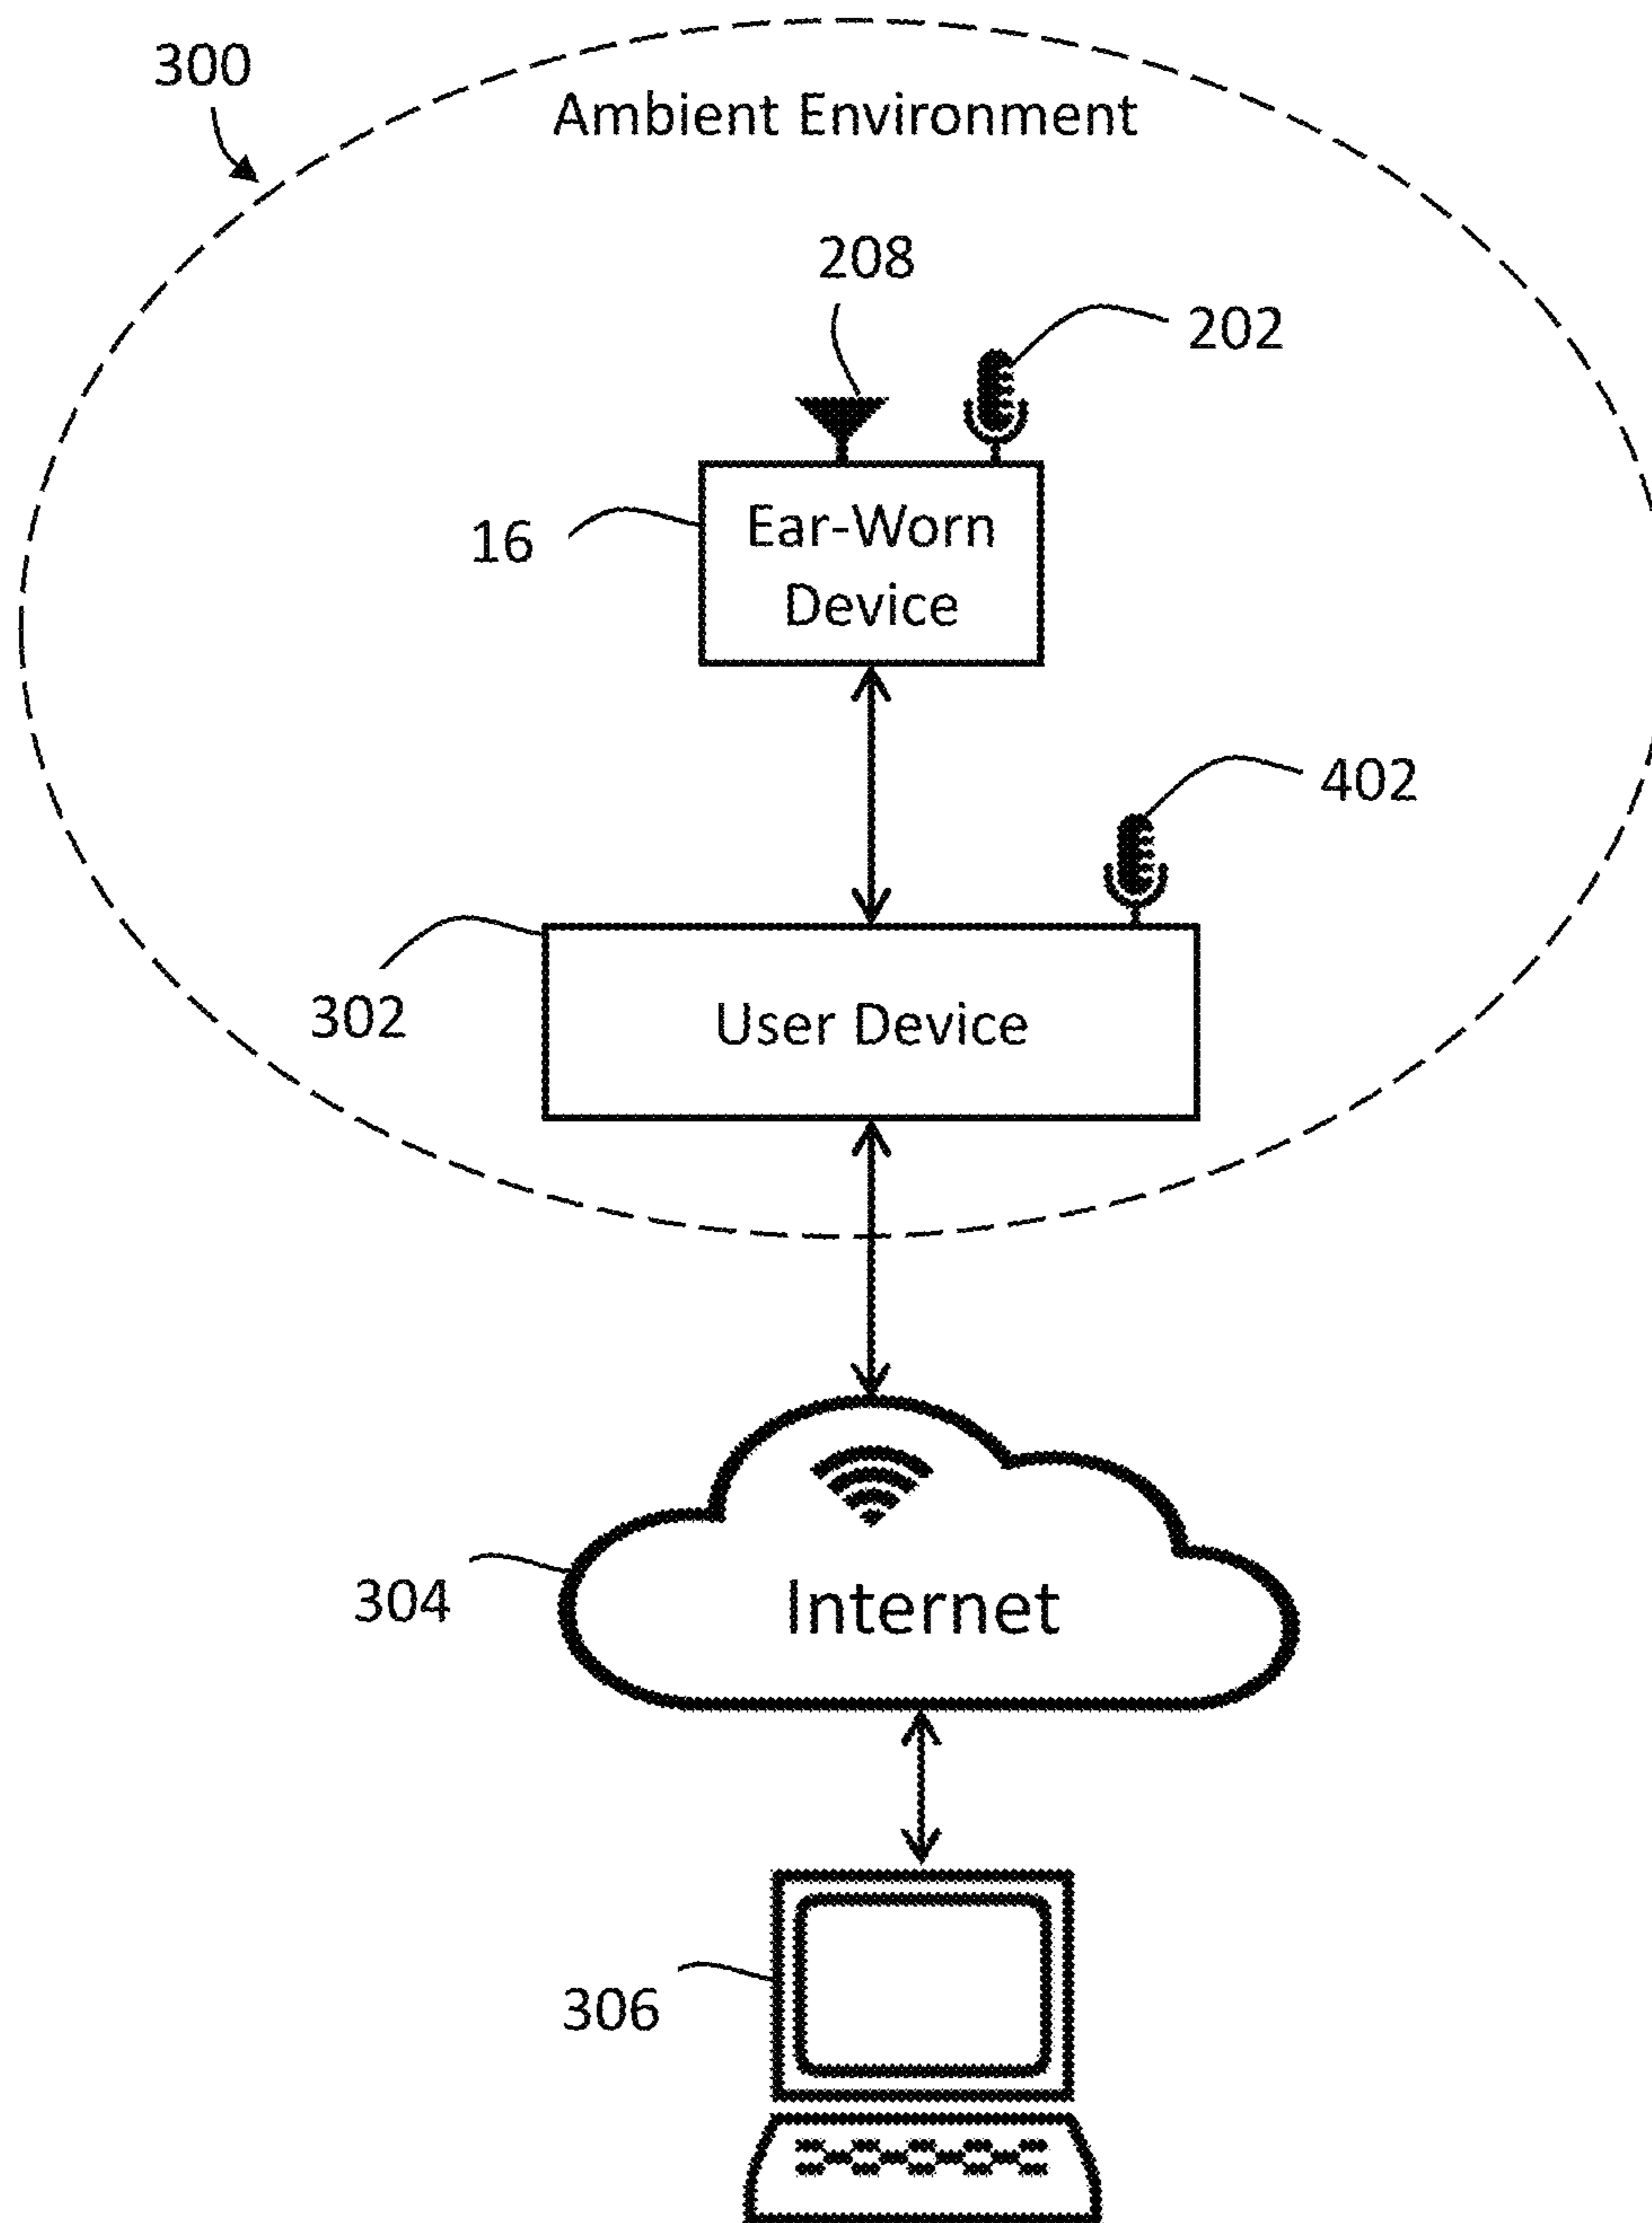 300
Ambient Environment
208
202
16
Ear-Worn
Device
402
302
User Device
304
Internet
306